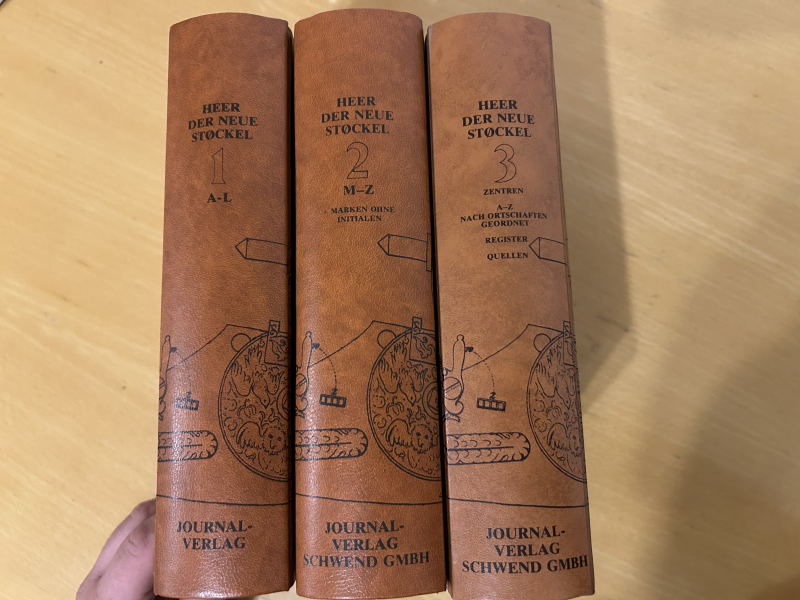 HEER
DER NEUE
STØCKEL
1
A-L
JOURNAL-
VERLAG
HEER
DER NEUE
STØCKEL
2
M–Z
+ MARKEN OHNE
INITIALEN
JOURNAL-
VERLAG
SCHWEND GMBH
HEER
DER NEUE
STØCKEL
3
ZENTREN
A–Z
NACH ORTSCHAFTEN
GEORDNET
REGISTER
QUELLEN
JOURNAL-
VERLAG
SCHWEND GMBH